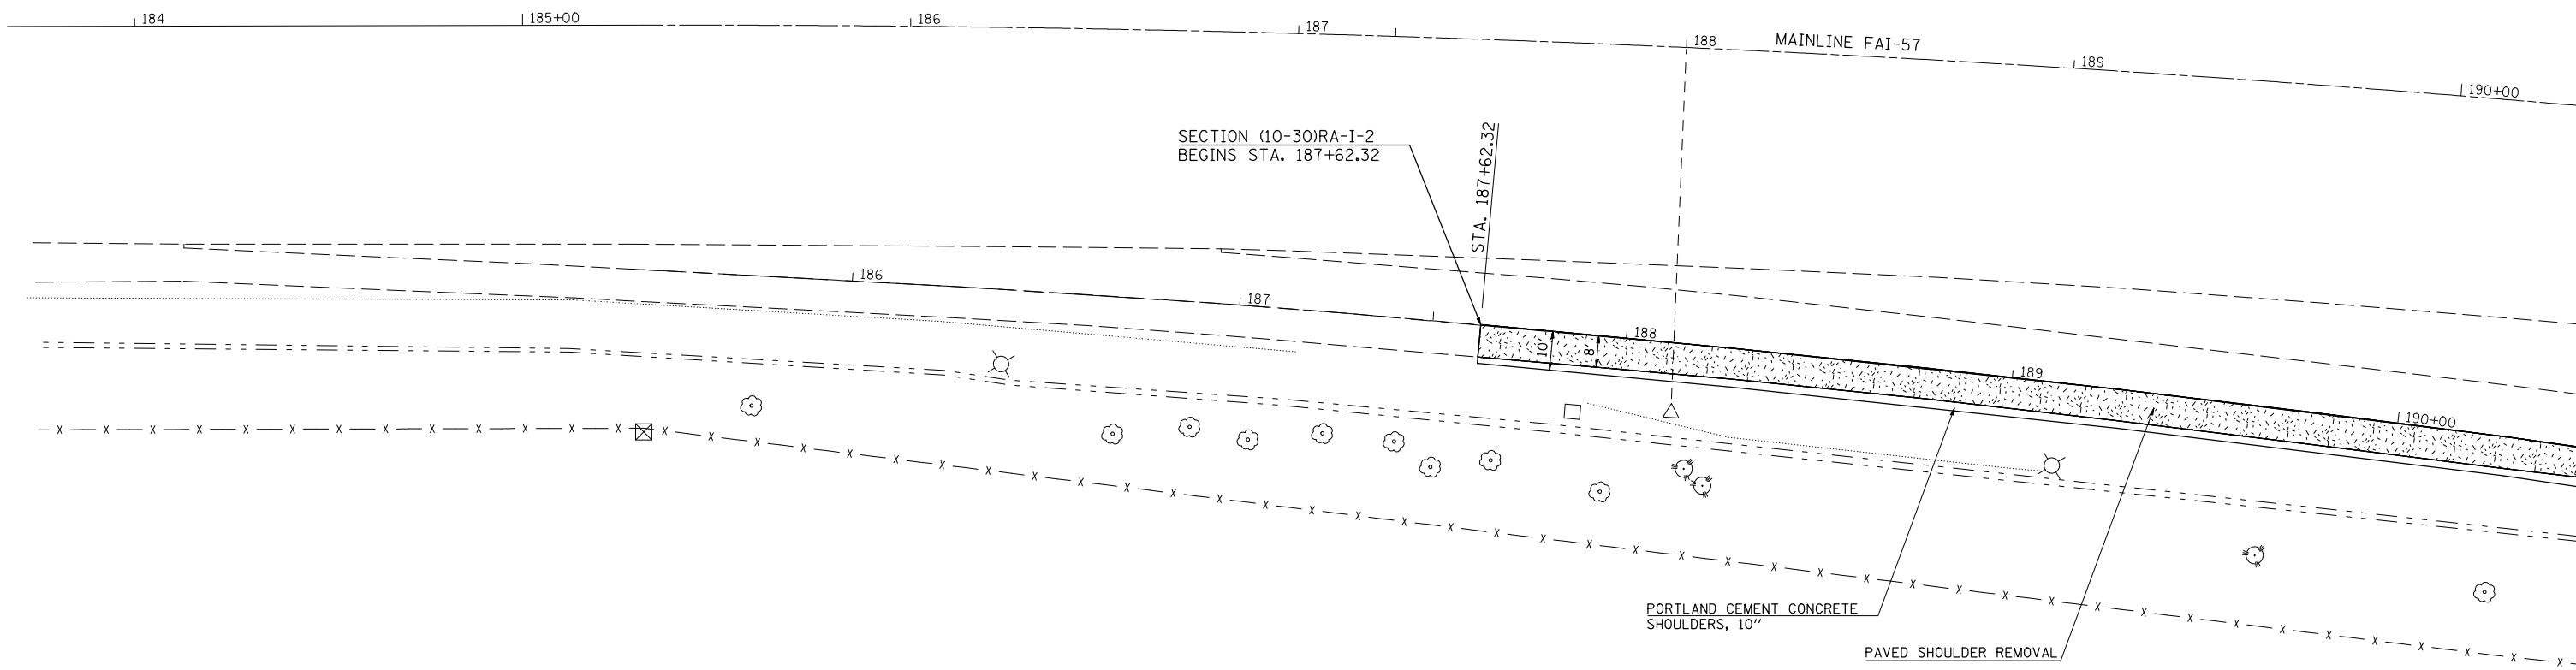 184
185+00
186
187
188
MAINLINE FAI-57
189
190+00
SECTION (10-30)RA-I-2
BEGINS STA. 187+62.32
STA. 187+62.32
186
187
188
10'
8'
189
190+00
PORTLAND CEMENT CONCRETE
SHOULDERS, 10"
PAVED SHOULDER REMOVAL